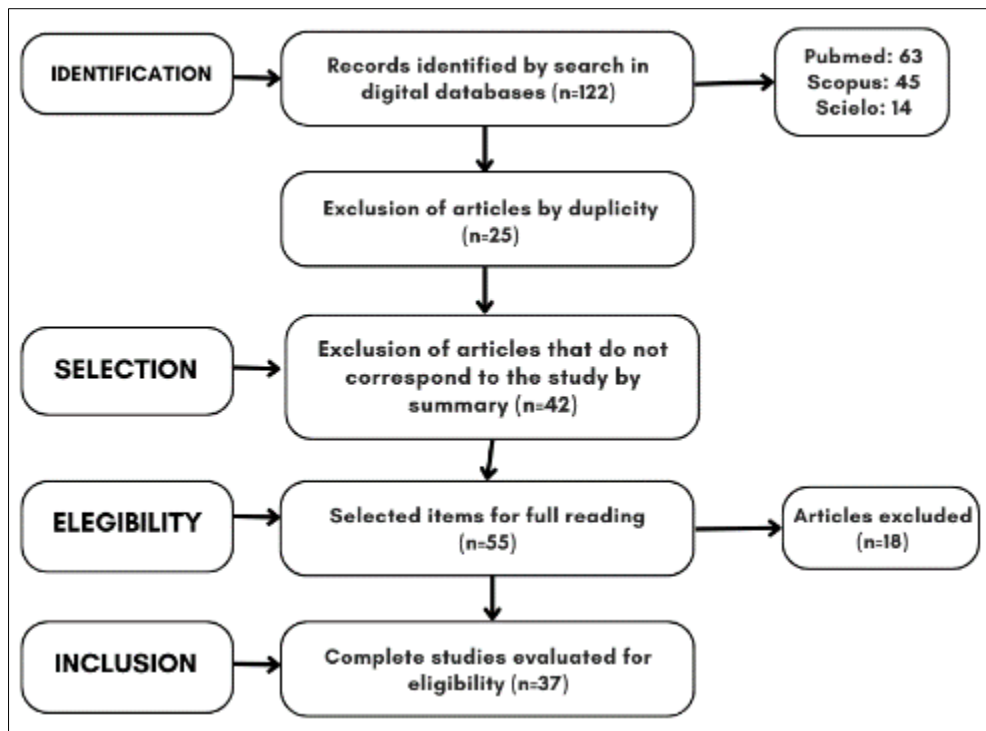 IDENTIFICATION
Records identified by search in
digital databases (n=122)
Pubmed: 63
Scopus: 45
Scielo: 14
Exclusion of articles by duplicity
(n=25)
SELECTION
Exclusion of articles that do not
correspond to the study by
summary (n=42)
ELEGIBILITY
Selected items for full reading
(n=55)
Articles excluded
(n=18)
INCLUSION
Complete studies evaluated for
eligibility (n=37)